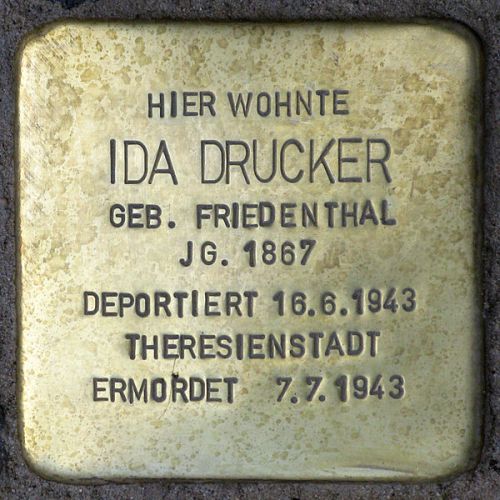 HIER WOHNTE
IDA DRUCKER
GEB. FRIEDENTHAL
JG. 1867
DEPORTIERT 16.6.1943
THERESIENSTADT
ERMORDET 7.7.1943